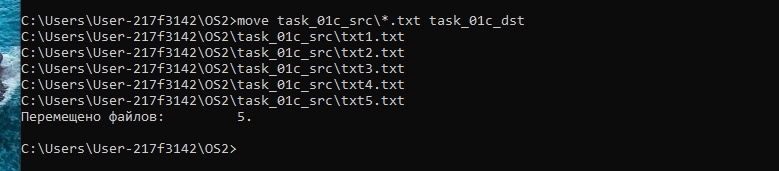 C:\Users\User-217f3142\OS2>move task_01c_src\*.txt task_01c_dst
C:\Users\User-217f3142\OS2\task_01c_src\txt1.txt
C:\Users\User-217f3142\OS2\task_01c_src\txt2.txt
C:\Users\User-217f3142\OS2\task_01c_src\txt3.txt
C:\Users\User-217f3142\OS2\task_01c_src\txt4.txt
C:\Users\User-217f3142\OS2\task_01c_src\txt5.txt
Перемещено файлов:         5.
C:\Users\User-217f3142\OS2>